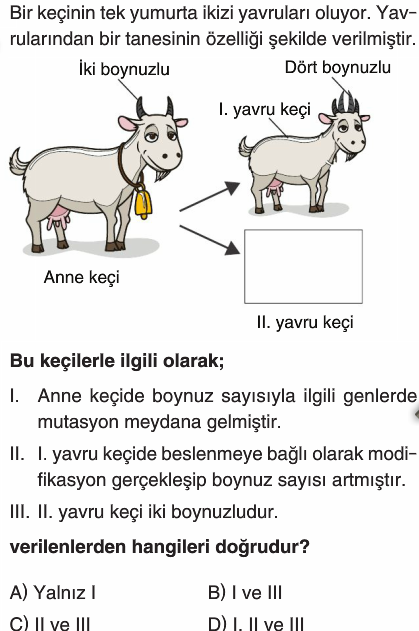 Bir keçinin tek yumurta ikizi yavruları oluyor. Yav-
rularından bir tanesinin özelliği şekilde verilmiştir.
İki boynuzlu
Dört boynuzlu
I. yavru keçi
Anne keçi
II. yavru keçi
Bu keçilerle ilgili olarak;
I. Anne keçide boynuz sayısıyla ilgili genlerde
mutasyon meydana gelmiştir.
II. I. yavru keçide beslenmeye bağlı olarak modi-
fikasyon gerçekleşip boynuz sayısı artmıştır.
III. II. yavru keçi iki boynuzludur.
verilenlerden hangileri doğrudur?
A) Yalnız I
B) I ve III
C) II ve III
D) I, II ve III